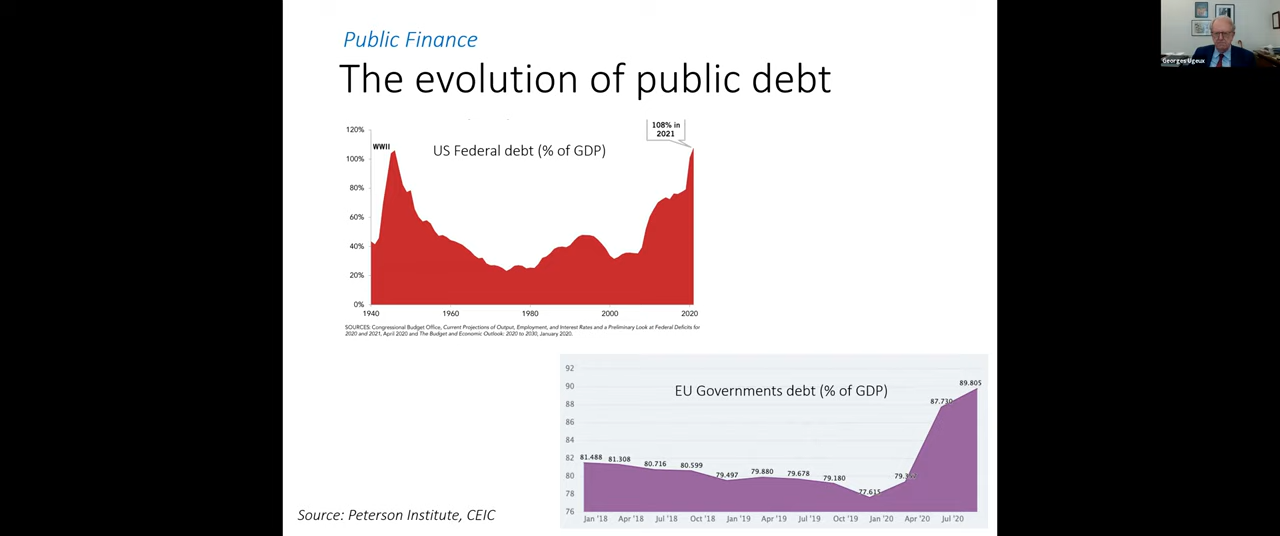 Public Finance
The evolution of public debt
Georges Ugeux
120%
100%
80%
60%
40%
20%
0%
WWII
US Federal debt (% of GDP)
108% in
2021
1940
1960
1980
2000
2020
SOURCES: Congressional Budget Office, Current Projections of Output, Employment, and Interest Rates and a Preliminary Look at Federal Deficits for
2020 and 2021, April 2020 and The Budget and Economic Outlook: 2020 to 2030, January 2020.
92
90
88
86
84
82
80
78
76
EU Governments debt (% of GDP)
81.488
81.308
80.716
80.599
79.497
79.880
79.678
79.180
77.615
87.730
89.805
Jan '18
Apr '18
Jul '18
Oct '18
Jan '19
Apr '19
Jul '19
Oct '19
Jan '20
Apr '20
Jul '20
Source: Peterson Institute, CEIC